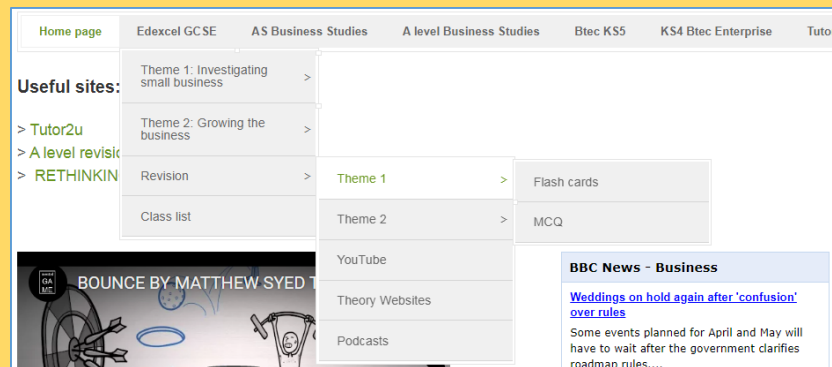 Home page Edexcel GCSE AS Business Studies A level Business Studies Btec KS5 KS4 Btec Enterprise Tuto
Useful sites:
> Tutor2u
> A level revisi
> RETHINKIN
Theme 1: Investigating
small business >
Theme 2: Growing the
business >
Revision >
Class list
Theme 1 >
Theme 2 >
YouTube
Theory Websites
Podcasts
Flash cards
MCQ
GA
ME
BOUNCE BY MATTHEW SYED T
BBC News - Business
Weddings on hold again after 'confusion'
over rules
Some events planned for April and May will
have to wait after the government clarifies
roadmap rules....